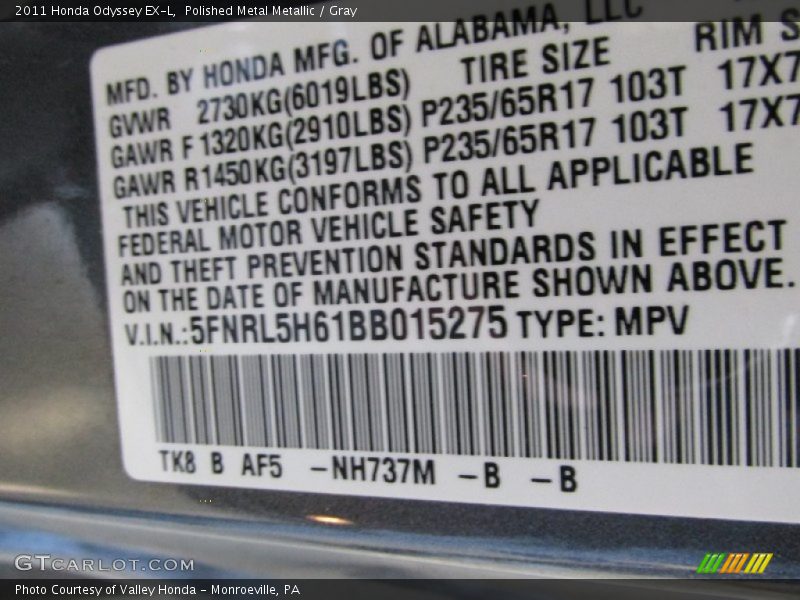 2011 Honda Odyssey EX-L, Polished Metal Metallic / Gray
MFD. BY HONDA MFG. OF ALABAMA, LLC
GVWR 2730KG(6019LBS) TIRE SIZE RIM S
GAWR F 1320KG(2910LBS) P235/65R17 103T 17X7
GAWR R1450KG(3197LBS) P235/65R17 103T 17X7
THIS VEHICLE CONFORMS TO ALL APPLICABLE
FEDERAL MOTOR VEHICLE SAFETY
AND THEFT PREVENTION STANDARDS IN EFFECT
ON THE DATE OF MANUFACTURE SHOWN ABOVE.
V.I.N.:5FNRL5H61BB015275 TYPE: MPV
TK8 B AF5 -NH737M -B -B
GTCARLOT.COM
Photo Courtesy of Valley Honda - Monroeville, PA